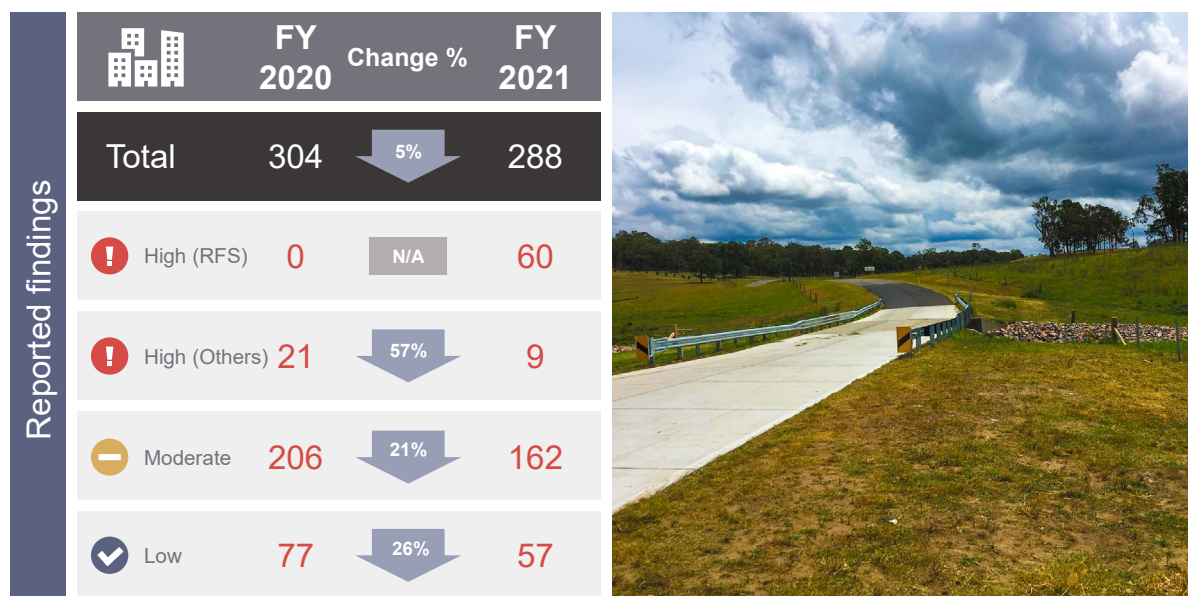 Reported findings
FY 2020 Change % FY 2021
Total 304 5% 288
High (RFS) 0 N/A 60
High (Others) 21 57% 9
Moderate 206 21% 162
Low 77 26% 57